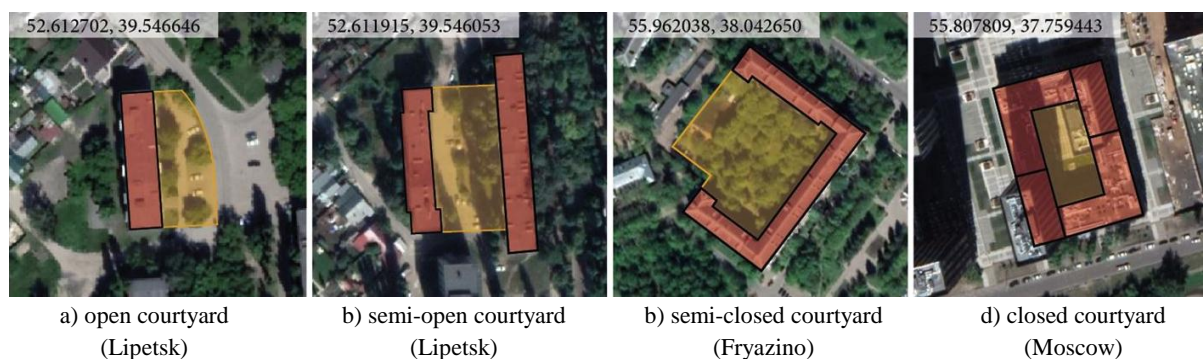 52.612702, 39.546646
52.611915, 39.546053
55.962038, 38.042650
55.807809, 37.759443
a) open courtyard
(Lipetsk)
b) semi-open courtyard
(Lipetsk)
b) semi-closed courtyard
(Fryazino)
d) closed courtyard
(Moscow)